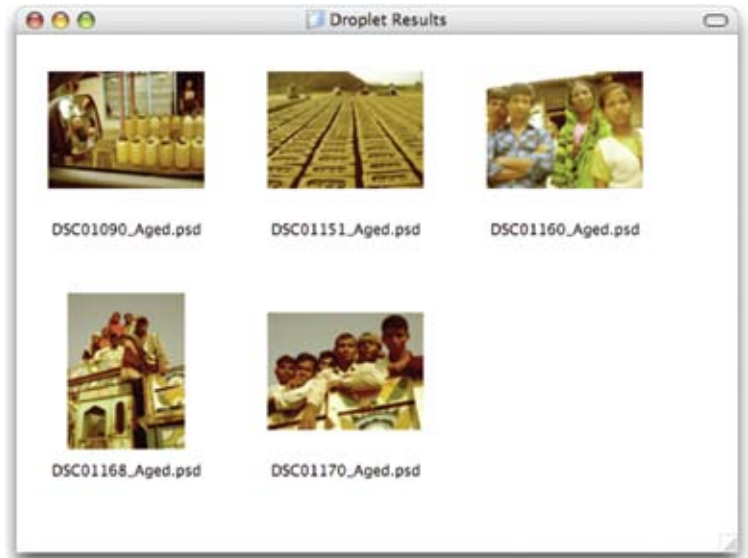 Droplet Results
DSC01090_Aged.psd
DSC01151_Aged.psd
DSC01160_Aged.psd
DSC01168_Aged.psd
DSC01170_Aged.psd